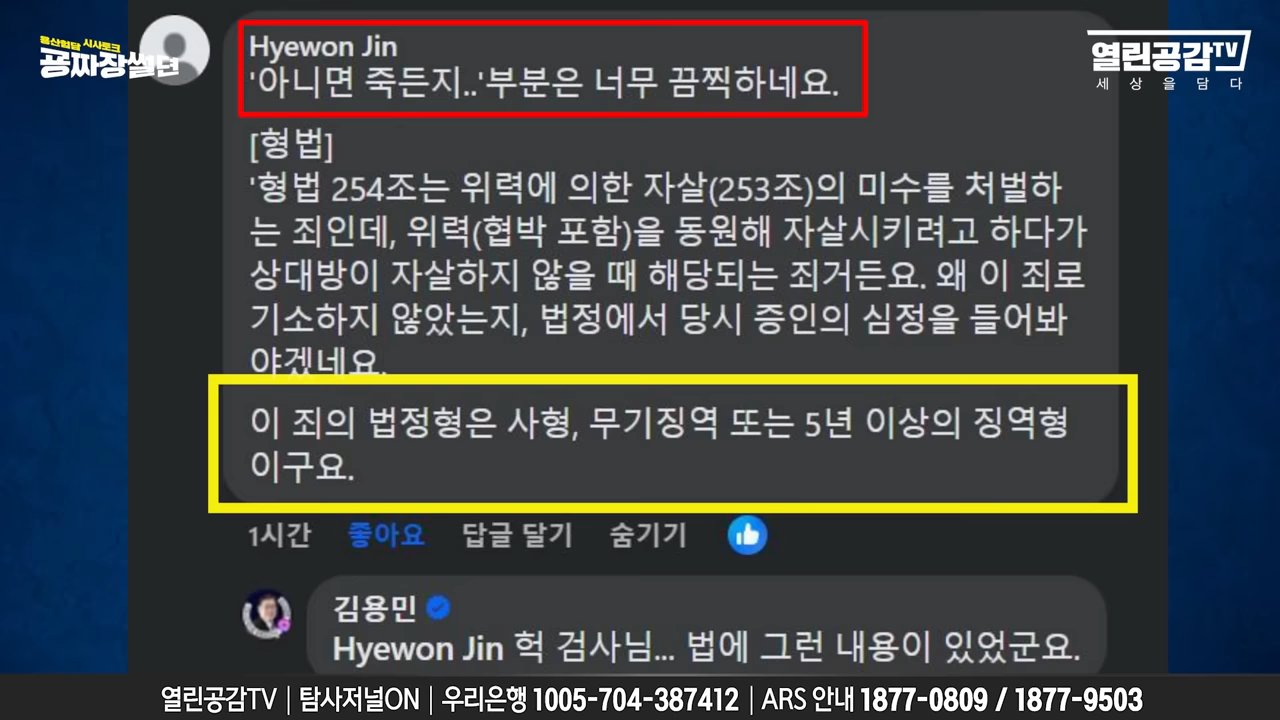 용산험담 시사토크
짱짜장썰뎐
열린공감TV
세상을담다
Hyewon Jin
'아니면 죽든지..'부분은 너무 끔찍하네요.
[형법]
'형법 254조는 위력에 의한 자살(253조)의 미수를 처벌하
는 죄인데, 위력(협박 포함)을 동원해 자살시키려고 하다가
상대방이 자살하지 않을 때 해당되는 죄거든요. 왜 이 죄로
기소하지 않았는지, 법정에서 당시 증인의 심정을 들어봐
야겠네요.
이 죄의 법정형은 사형, 무기징역 또는 5년 이상의 징역형
이구요.
1시간 좋아요 답글 달기 숨기기
김용민
Hyewon Jin 헉 검사님... 법에 그런 내용이 있었군요.
열린공감TV | 탐사저널ON | 우리은행 1005-704-387412 | ARS 안내 1877-0809 / 1877-9503